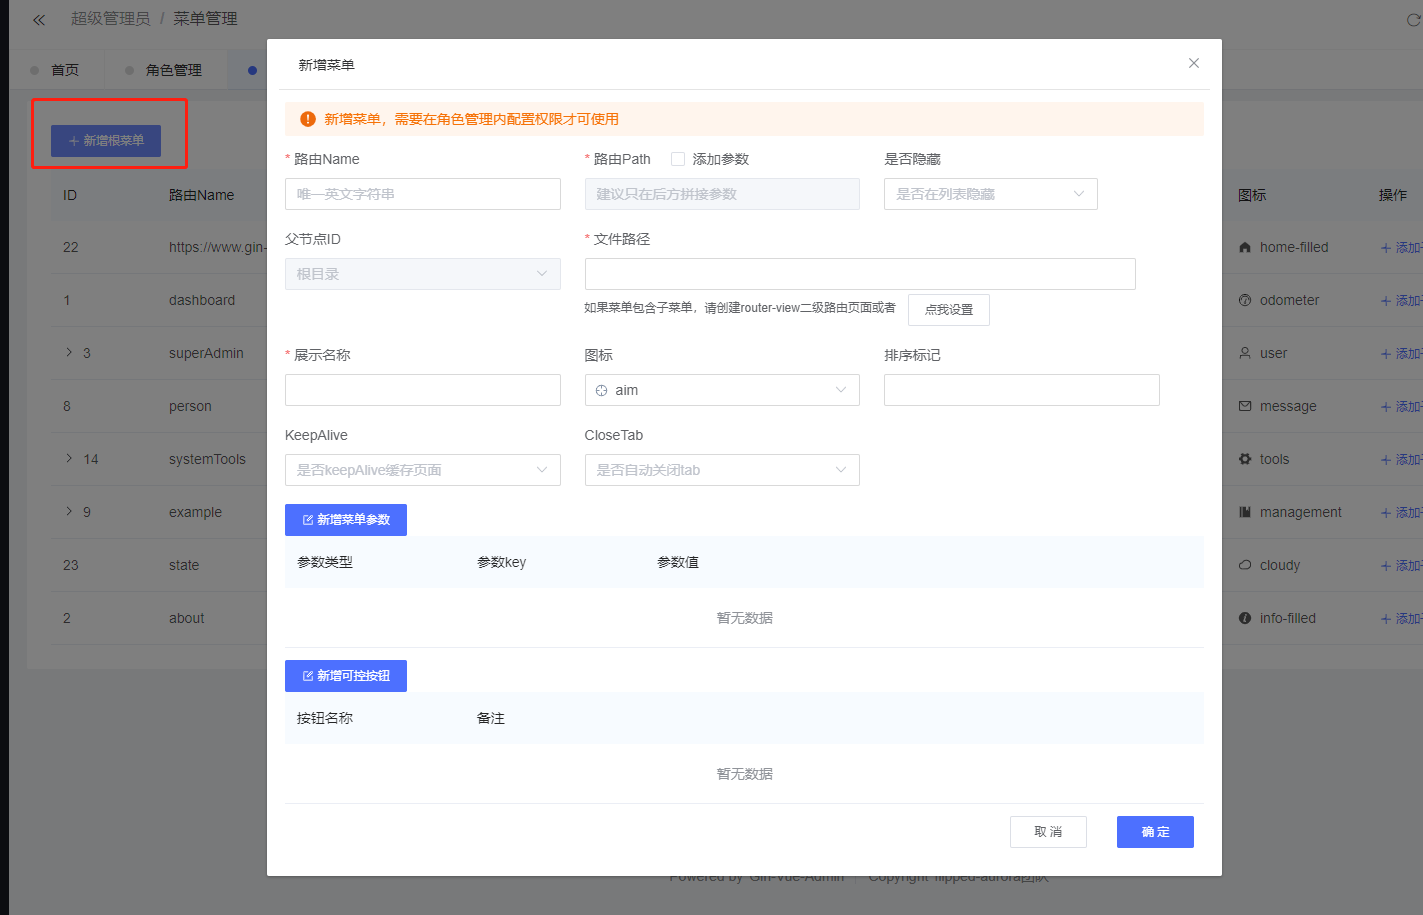 超级管理员 / 菜单管理
首页
角色管理
+ 新增根菜单
ID 路由Name
图标 操作
22 https://www.gin-
home-filled + 添加
1 dashboard
odometer + 添加
3 superAdmin
user + 添加
8 person
message + 添加
14 systemTools
tools + 添加
9 example
management + 添加
23 state
cloudy + 添加
2 about
info-filled + 添加
新增菜单
新增菜单，需要在角色管理内配置权限才可使用
* 路由Name
* 路由Path 添加参数
是否隐藏
唯一英文字符串
建议只在后方拼接参数
是否在列表隐藏
父节点ID
* 文件路径
根目录
如果菜单包含子菜单，请创建router-view二级路由页面或者 点我设置
* 展示名称
图标
排序标记
aim
KeepAlive
CloseTab
是否keepAlive缓存页面
是否自动关闭tab
新增菜单参数
参数类型 参数key 参数值
暂无数据
新增可控按钮
按钮名称 备注
暂无数据
取 消
确 定
Powered by Gin-Vue-Admin
Copyright flipped-aurora团队